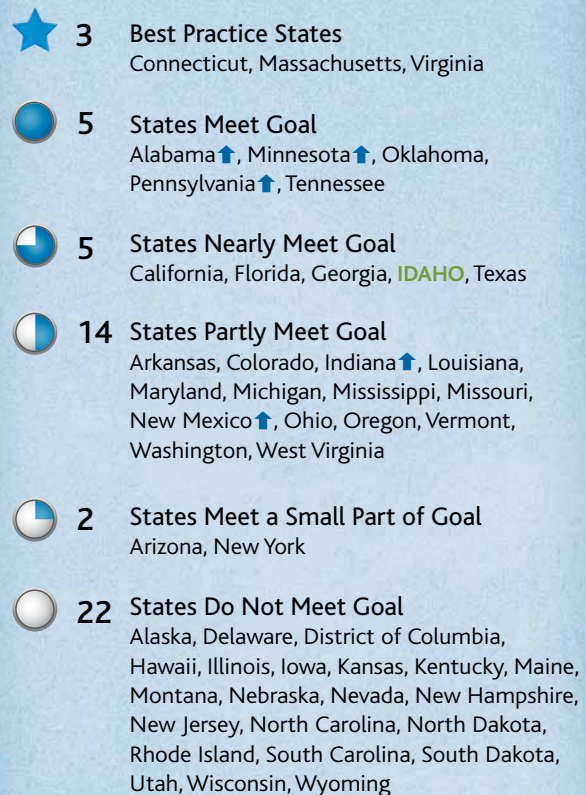 3 Best Practice States
Connecticut, Massachusetts, Virginia
5 States Meet Goal
Alabama⬆, Minnesota⬆, Oklahoma,
Pennsylvania⬆, Tennessee
5 States Nearly Meet Goal
California, Florida, Georgia, IDAHO, Texas
14 States Partly Meet Goal
Arkansas, Colorado, Indiana⬆, Louisiana,
Maryland, Michigan, Mississippi, Missouri,
New Mexico⬆, Ohio, Oregon, Vermont,
Washington, West Virginia
2 States Meet a Small Part of Goal
Arizona, New York
22 States Do Not Meet Goal
Alaska, Delaware, District of Columbia,
Hawaii, Illinois, Iowa, Kansas, Kentucky, Maine,
Montana, Nebraska, Nevada, New Hampshire,
New Jersey, North Carolina, North Dakota,
Rhode Island, South Carolina, South Dakota,
Utah, Wisconsin, Wyoming